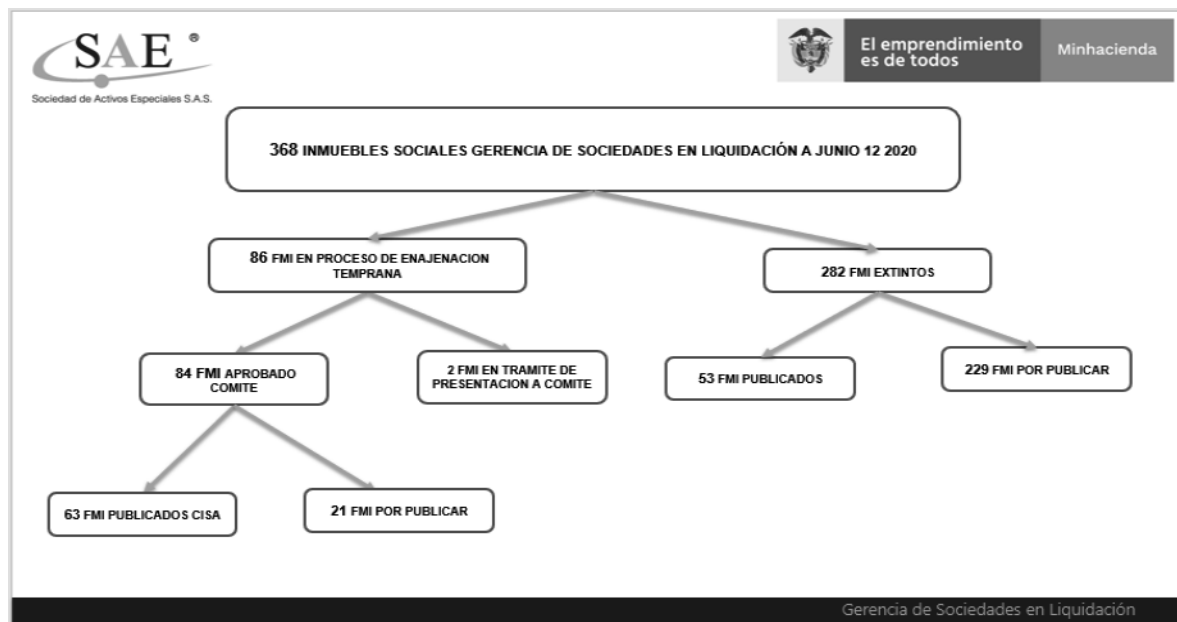 SAE ®
Sociedad de Activos Especiales S.A.S.
El emprendimiento
es de todos
Minhacienda
368 INMUEBLES SOCIALES GERENCIA DE SOCIEDADES EN LIQUIDACIÓN A JUNIO 12 2020
86 FMI EN PROCESO DE ENAJENACION
TEMPRANA
282 FMI EXTINTOS
84 FMI APROBADO
COMITE
2 FMI EN TRAMITE DE
PRESENTACION A COMITE
53 FMI PUBLICADOS
229 FMI POR PUBLICAR
63 FMI PUBLICADOS CISA
21 FMI POR PUBLICAR
Gerencia de Sociedades en Liquidación